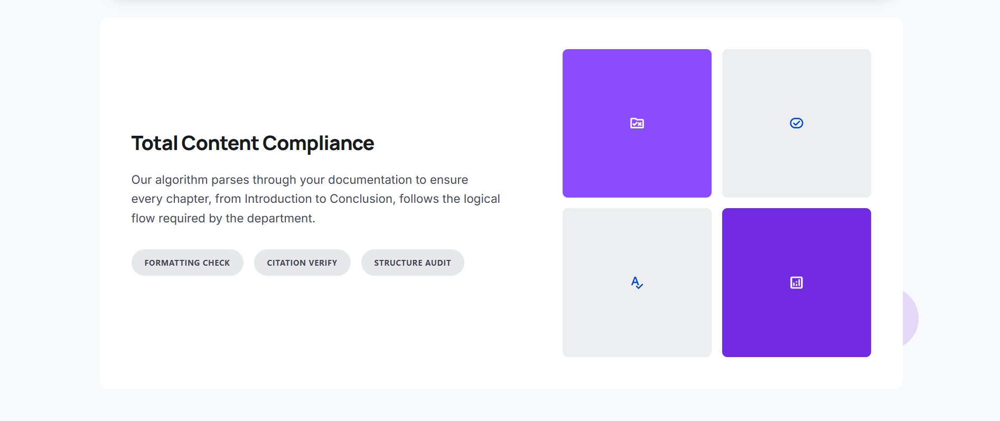 Total Content Compliance
Our algorithm parses through your documentation to ensure
every chapter, from Introduction to Conclusion, follows the logical
flow required by the department.
FORMATTING CHECK
CITATION VERIFY
STRUCTURE AUDIT